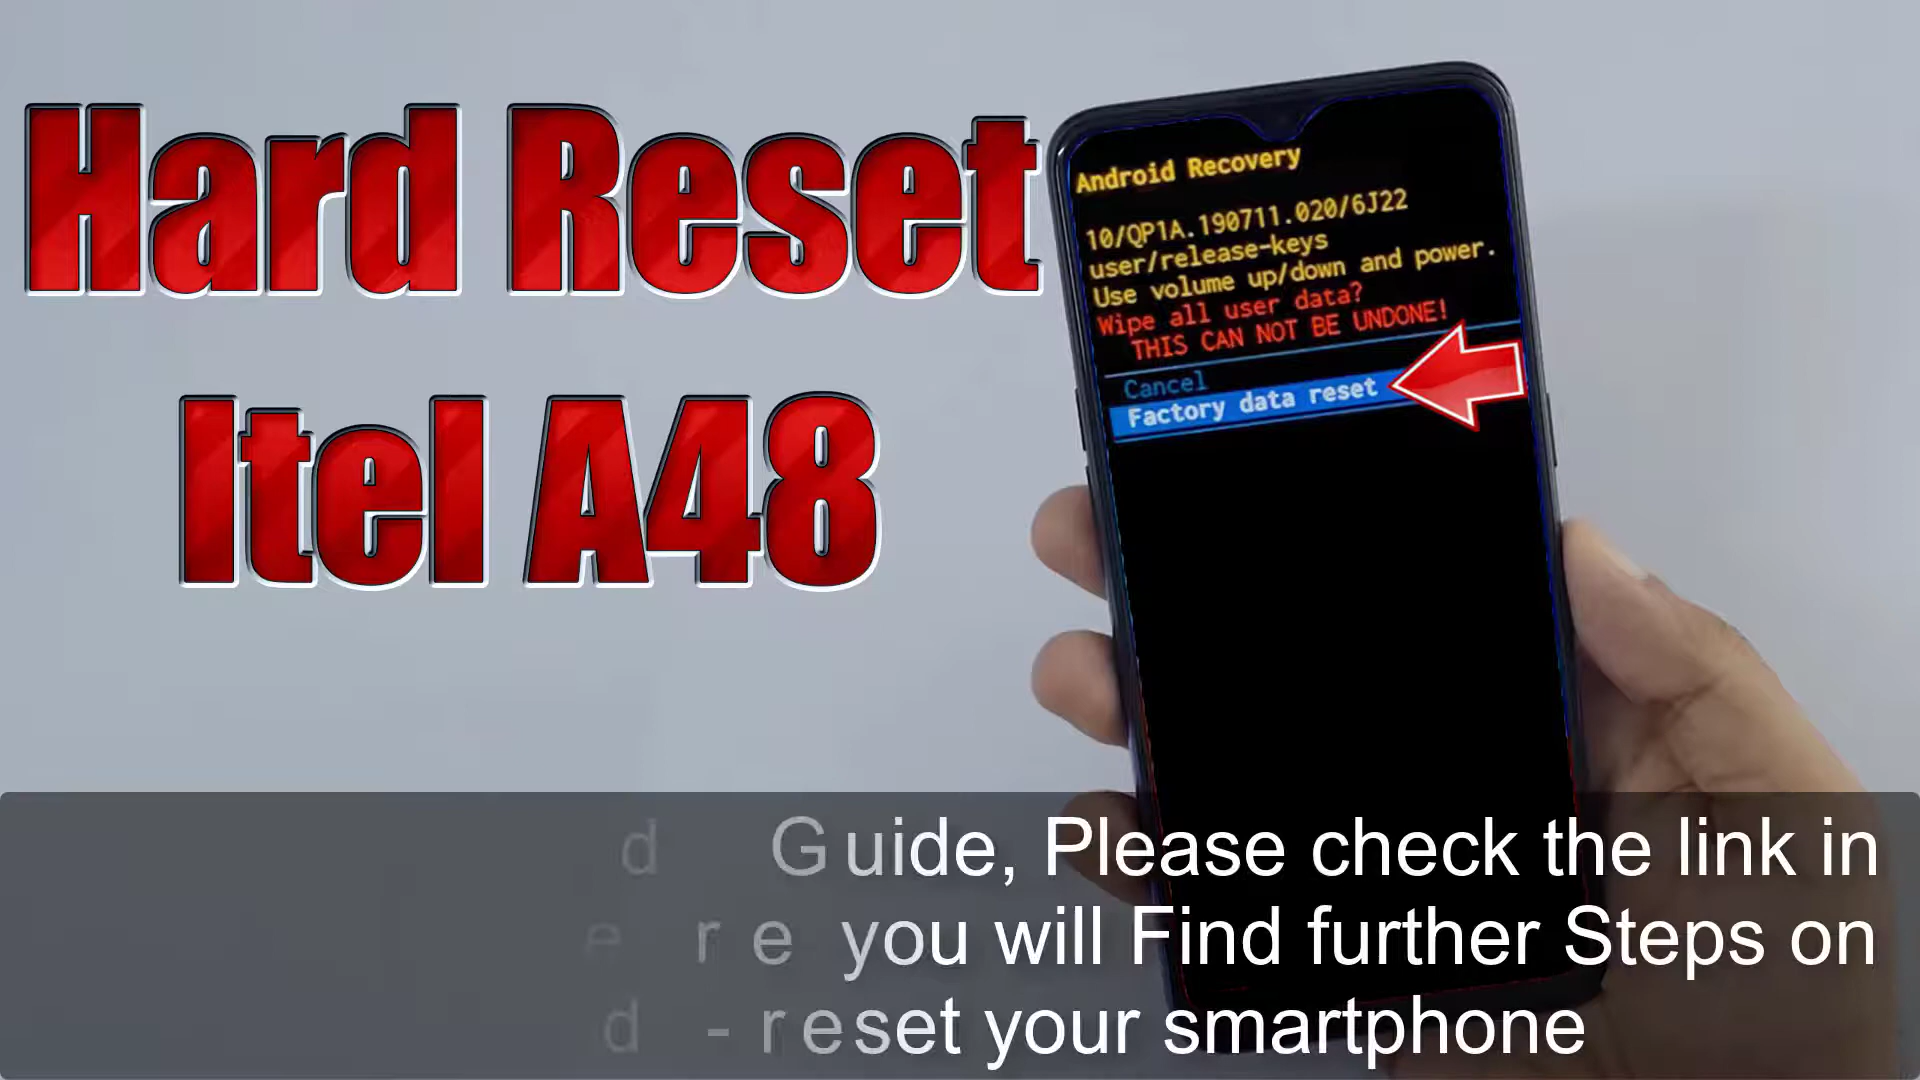 Hard Reset
Itel A48
Android Recovery
10/QP1A.190711.020/6J22
user/release-keys
Use volume up/down and power.
Wipe all user data?
THIS CAN NOT BE UNDONE!
Cancel
Factory data reset
d Guide, Please check the link in
e re you will Find further Steps on
d - reset your smartphone